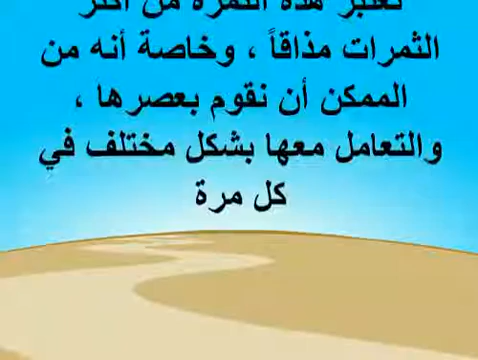 تعتبر هذه الثمرة من أكثر
الثمرات مذاقاً ، وخاصة أنه من
الممكن أن نقوم بعصرها ،
والتعامل معها بشكل مختلف في
كل مرة